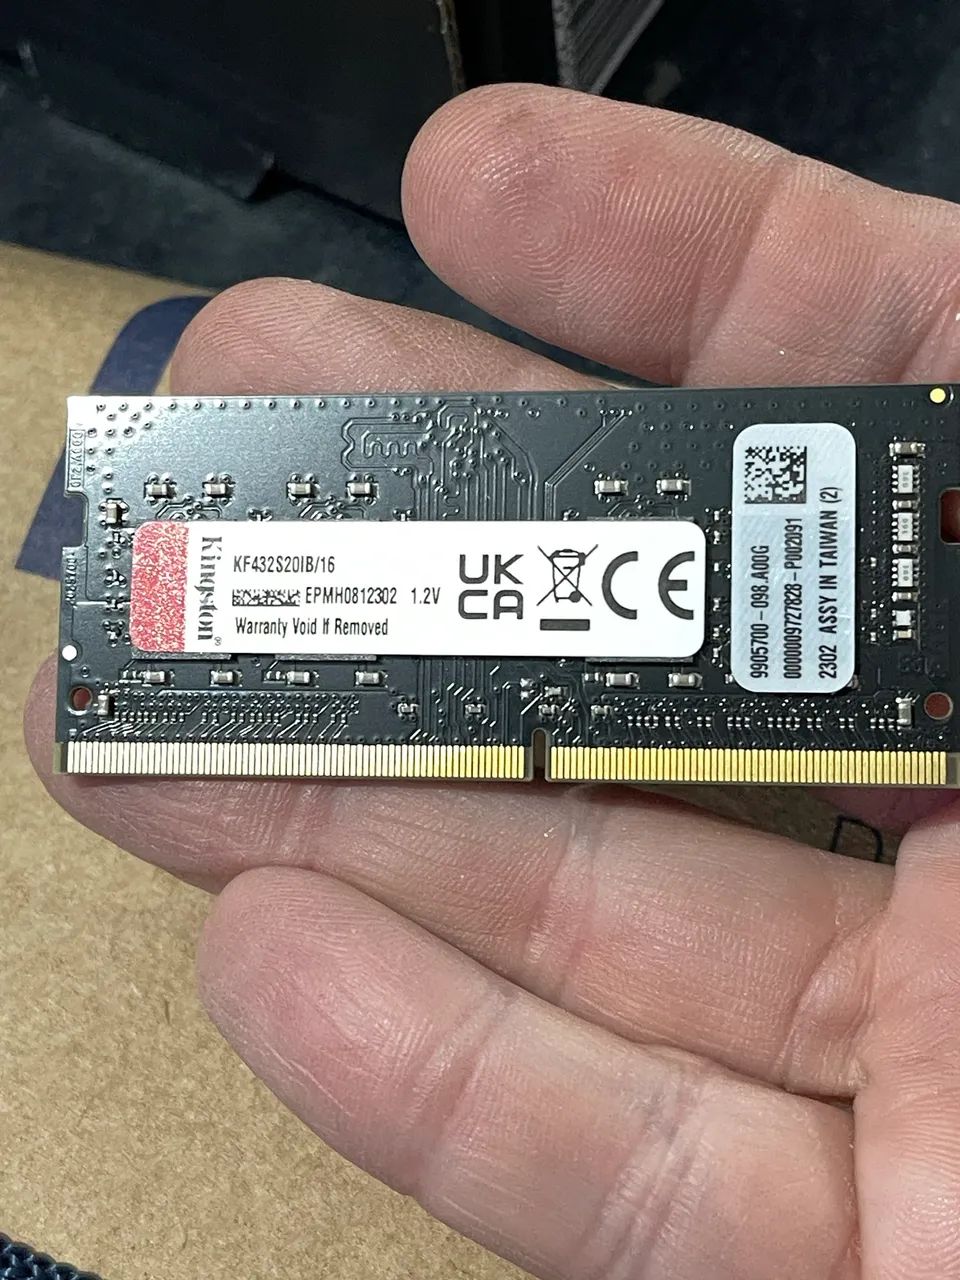 Kingston®
KF432S20IB/16
EPMH0812302 1.2V
Warranty Void If Removed
UK
CA
CE
9905700-098.A00G
0000009727828-P002091
2302 ASSY IN TAIWAN (2)